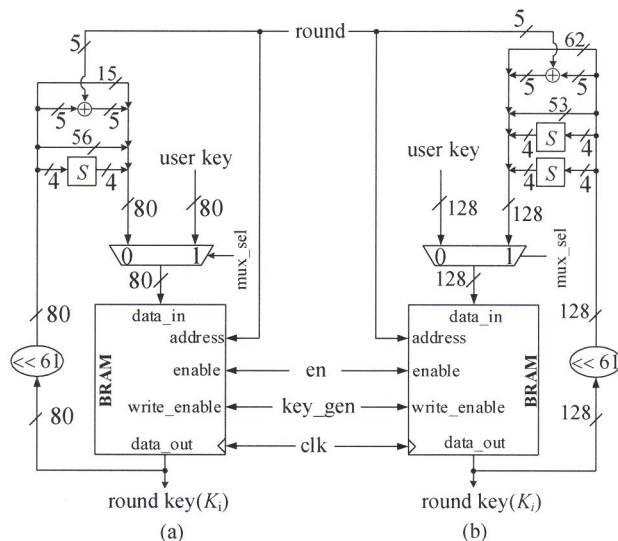 round
5
5
15
62
5
5
5
5
56
53
S
4
4
S
4
4
S
4
4
user key
user key
80
80
128
128
0
1
mux_sel
0
1
mux_sel
80
128
80
128
data_in
data_in
address
address
<< 61
BRAM
enable
en
enable
BRAM
<< 61
write_enable
key_gen
write_enable
80
128
data_out
clk
data_out
round key(Ki)
round key(Ki)
(a)
(b)